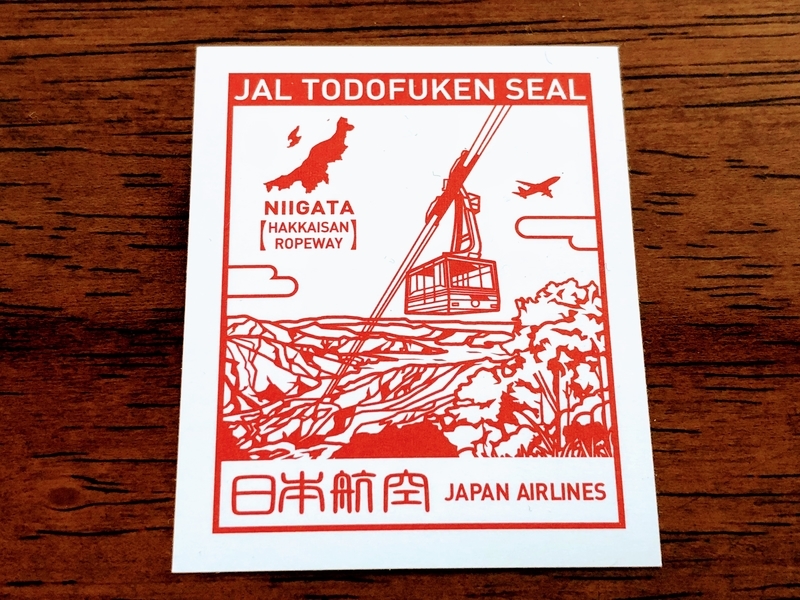 JAL TODOFUKEN SEAL
NIIGATA
【HAKKAISAN
ROPEWAY】
日本航空 JAPAN AIRLINES